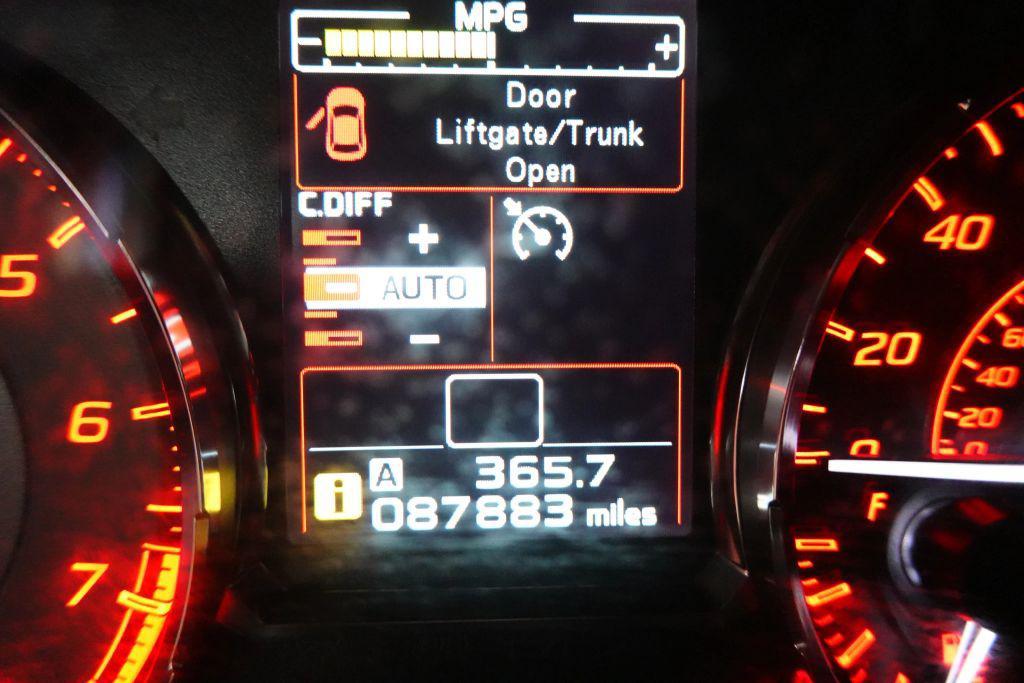 MPG
- +
Door
Liftgate/Trunk
Open
C.DIFF
+
AUTO
-
A 365.7
i 087883 miles
5
6
7
40
20
0
60
40
20
0
F